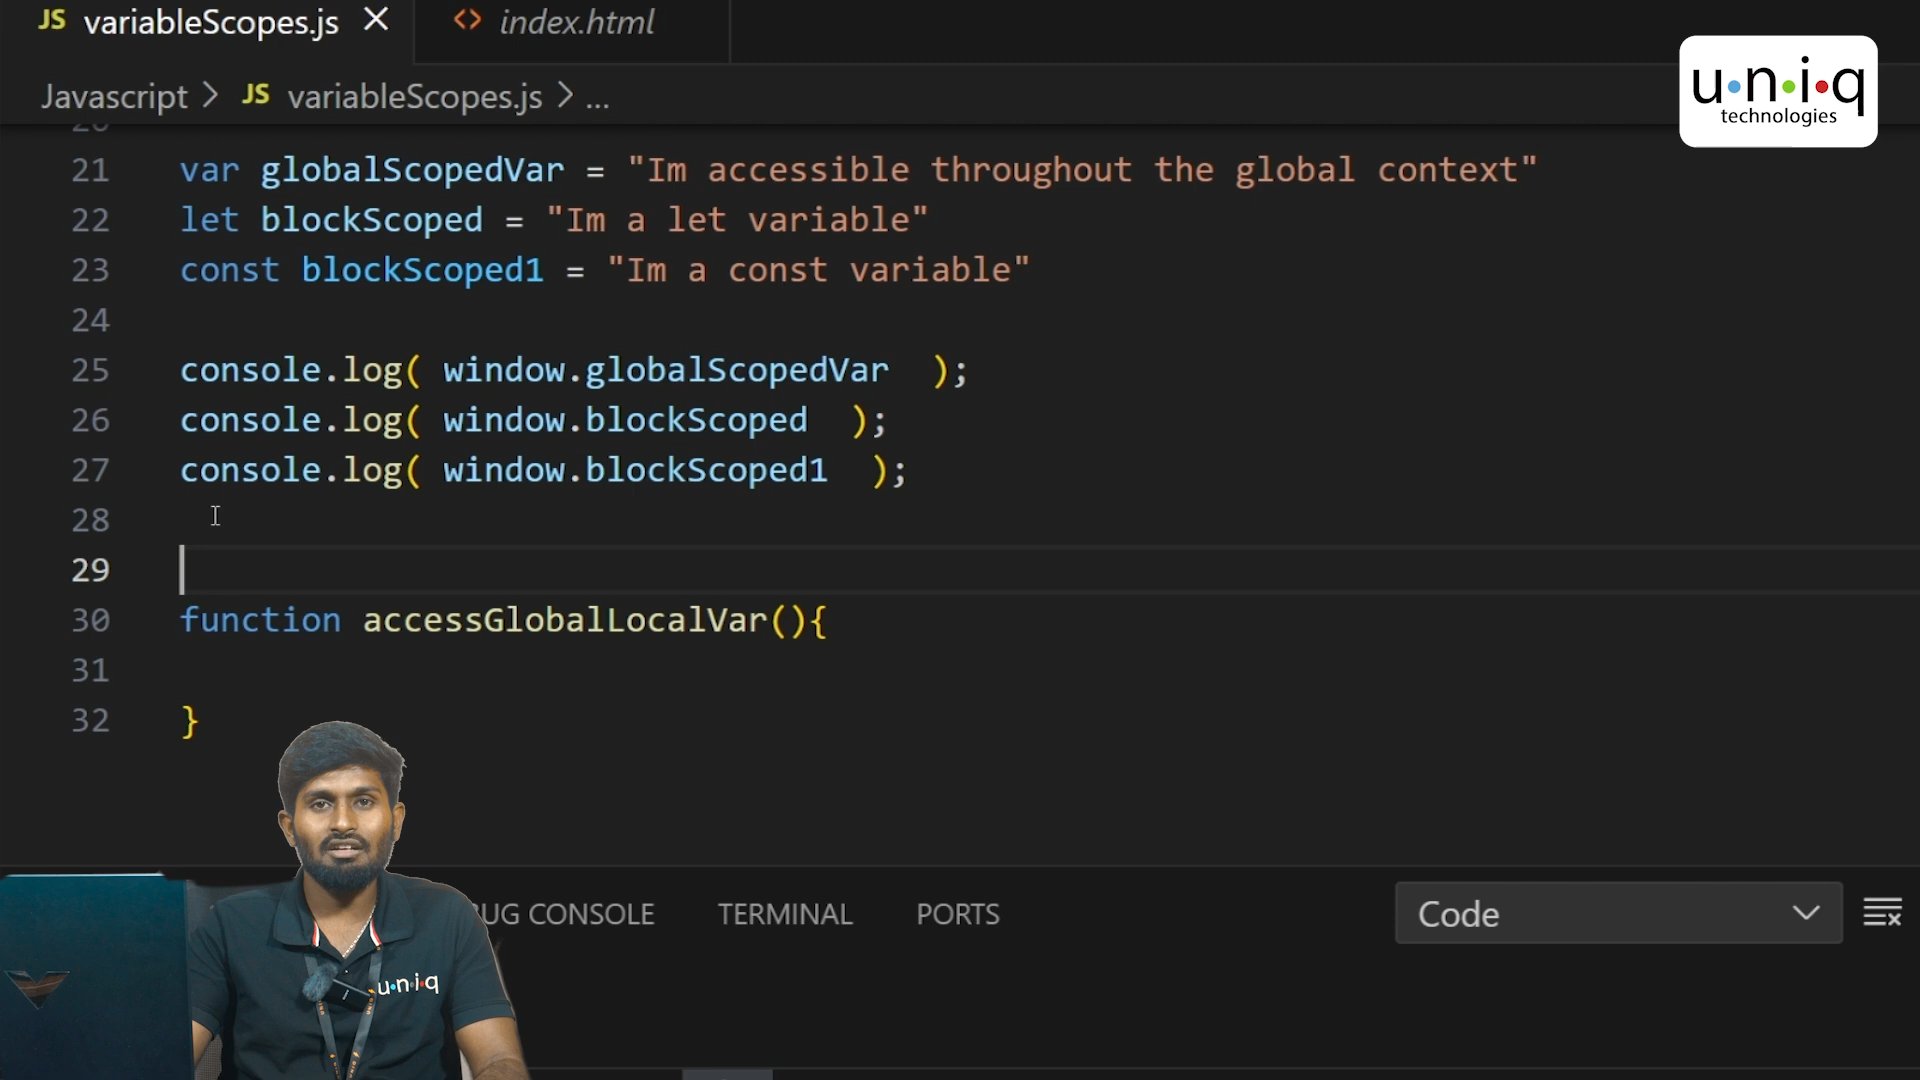 JS variableScopes.js
<> index.html
u·n·i·q
technologies
Javascript > JS variableScopes.js > ...
20
21 var globalScopedVar = "Im accessible throughout the global context"
22 let blockScoped = "Im a let variable"
23 const blockScoped1 = "Im a const variable"
24
25 console.log( window.globalScopedVar  );
26 console.log( window.blockScoped  );
27 console.log( window.blockScoped1  );
28
29
30 function accessGlobalLocalVar(){
31
32 }
UG CONSOLE TERMINAL PORTS Code
u·n·i·q